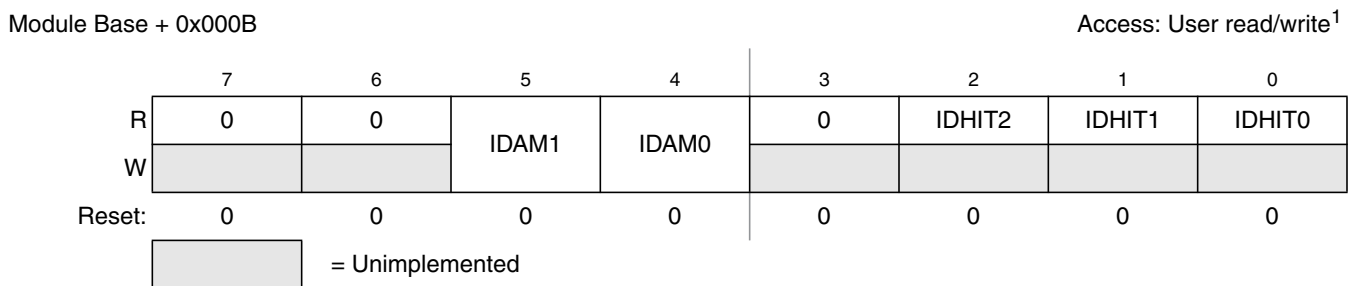 Module Base + 0x000B Access: User read/write1
7 6 5 4 3 2 1 0
R 0 0 IDAM1 IDAM0 0 IDHIT2 IDHIT1 IDHIT0
W
Reset: 0 0 0 0 0 0 0 0
= Unimplemented